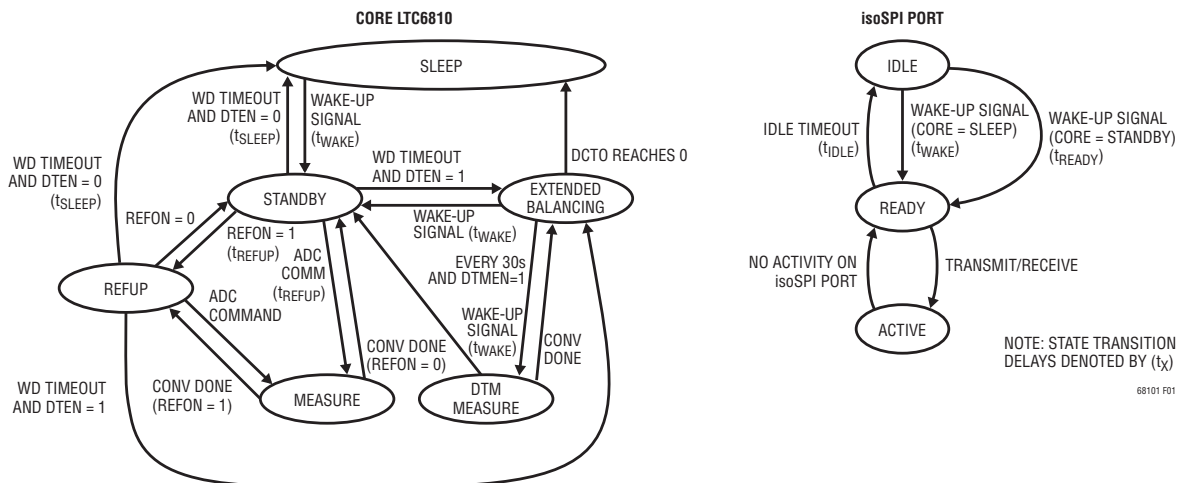 CORE LTC6810
SLEEP
WD TIMEOUT
AND DTEN = 0
(tSLEEP)
WAKE-UP
SIGNAL
(tWAKE)
DCTO REACHES 0
WD TIMEOUT
AND DTEN = 0
(tSLEEP)
STANDBY
WD TIMEOUT
AND DTEN = 1
EXTENDED
BALANCING
WAKE-UP
SIGNAL (tWAKE)
REFON = 0
REFON = 1
(tREFUP)
ADC
COMM
(tREFUP)
EVERY 30s
AND DTMEN=1
REFUP
ADC
COMMAND
WAKE-UP
SIGNAL
(tWAKE)
CONV
DONE
CONV DONE
(REFON = 0)
WD TIMEOUT
AND DTEN = 1
CONV DONE
(REFON = 1)
MEASURE
DTM
MEASURE
isoSPI PORT
IDLE
IDLE TIMEOUT
(tIDLE)
WAKE-UP SIGNAL
(CORE = SLEEP)
(tWAKE)
WAKE-UP SIGNAL
(CORE = STANDBY)
(tREADY)
READY
NO ACTIVITY ON
isoSPI PORT
TRANSMIT/RECEIVE
ACTIVE
NOTE: STATE TRANSITION
DELAYS DENOTED BY (tX)
68101 F01